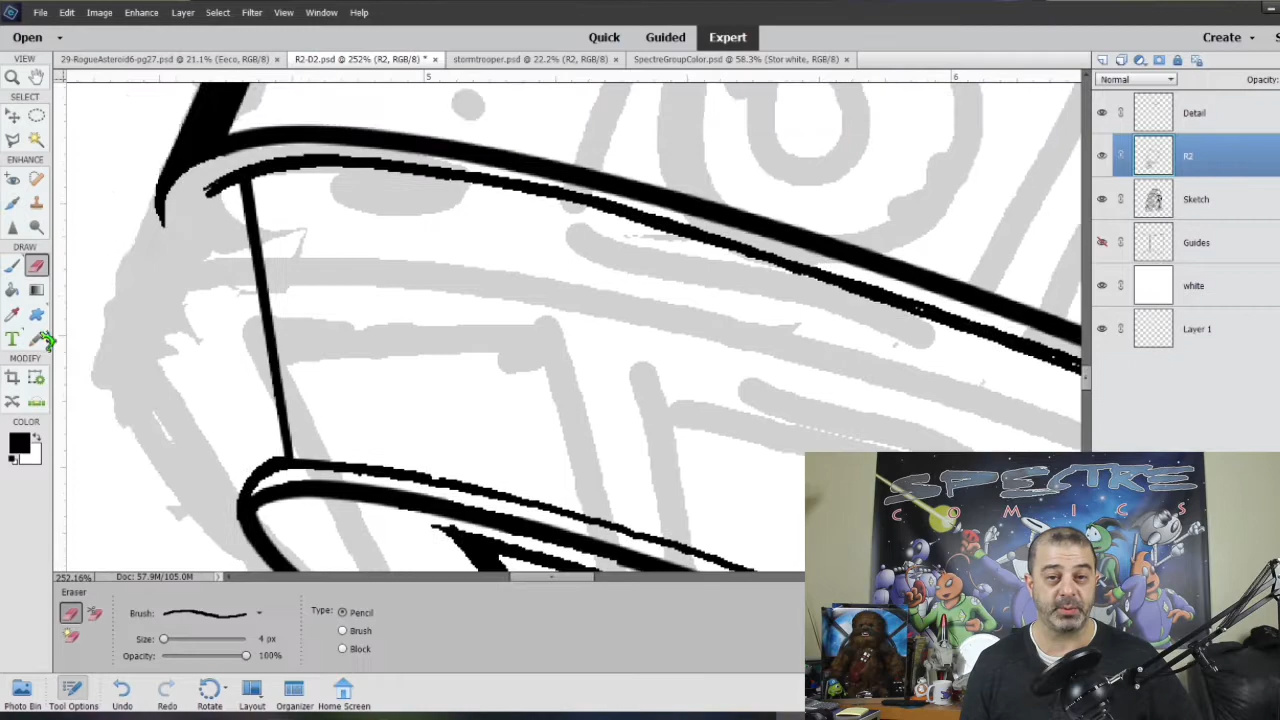 File Edit Image Enhance Layer Select Filter View Window Help
Open Quick Guided Expert Create
VIEW 29-RogueAsteroid6-pg27.psd @ 21.1% (Eeco, RGB/8) × R2-D2.psd @ 252% (R2, RGB/8) * × stormtrooper.psd @ 22.2% (R2, RGB/8) × SpectreGroupColor.psd @ 58.3% (Stor white, RGB/8) ×
5 6
Normal Opacity:
SELECT
Detail
ENHANCE
R2
Sketch
DRAW
Guides
white
T
Layer 1
MODIFY
COLOR
SPECTRE
COMICS
252.16% Doc: 57.9M/105.0M
Eraser
Brush: Type: Pencil
Brush
Size: 4 px
Block
Opacity: 100%
Photo Bin Tool Options Undo Redo Rotate Layout Organizer Home Screen